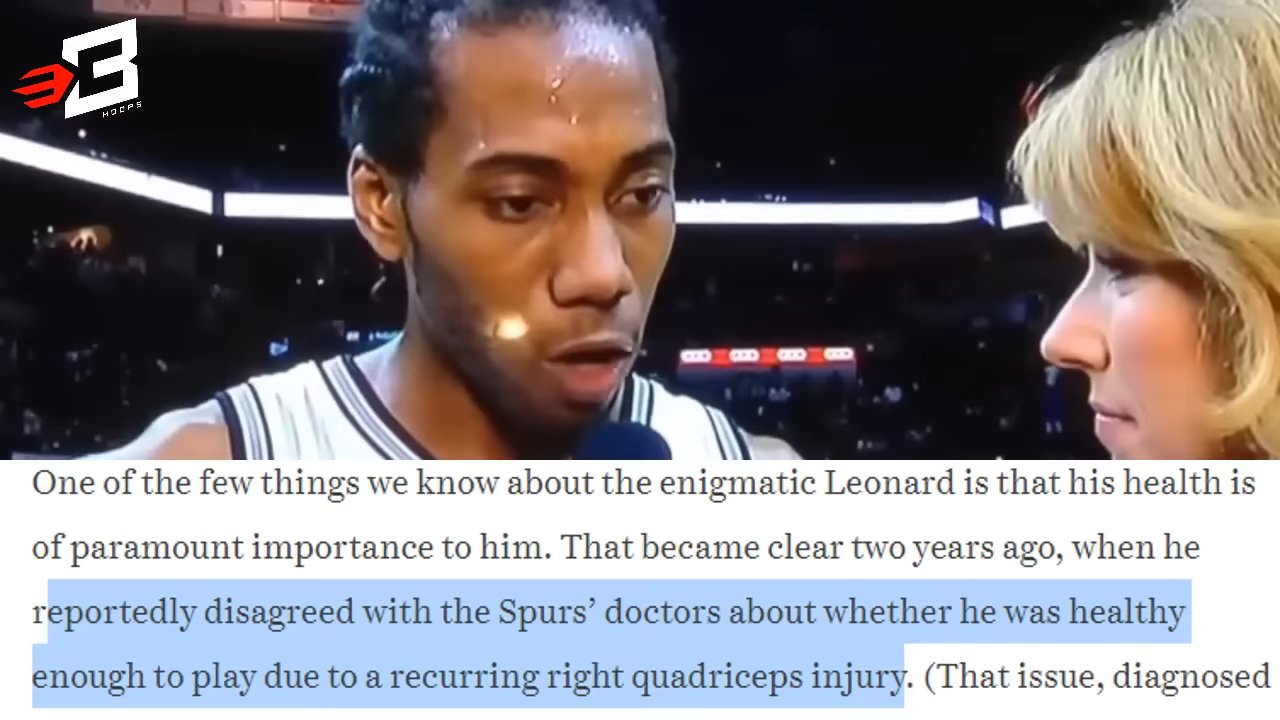 B
HOOPS
One of the few things we know about the enigmatic Leonard is that his health is
of paramount importance to him. That became clear two years ago, when he
reportedly disagreed with the Spurs’ doctors about whether he was healthy
enough to play due to a recurring right quadriceps injury. (That issue, diagnosed